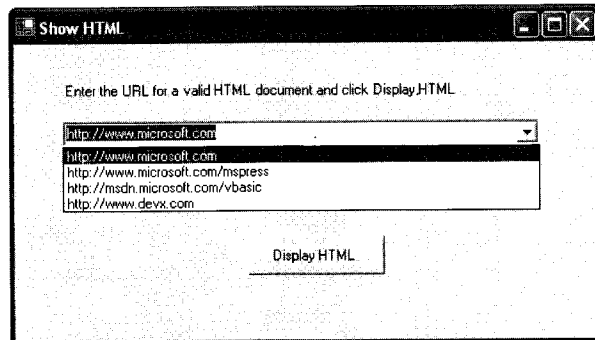 Show HTML
Enter the URL for a valid HTML document and click Display HTML
http://www.microsoft.com
http://www.microsoft.com
http://www.microsoft.com/mspress
http://msdn.microsoft.com/vbasic
http://www.devx.com
Display HTML